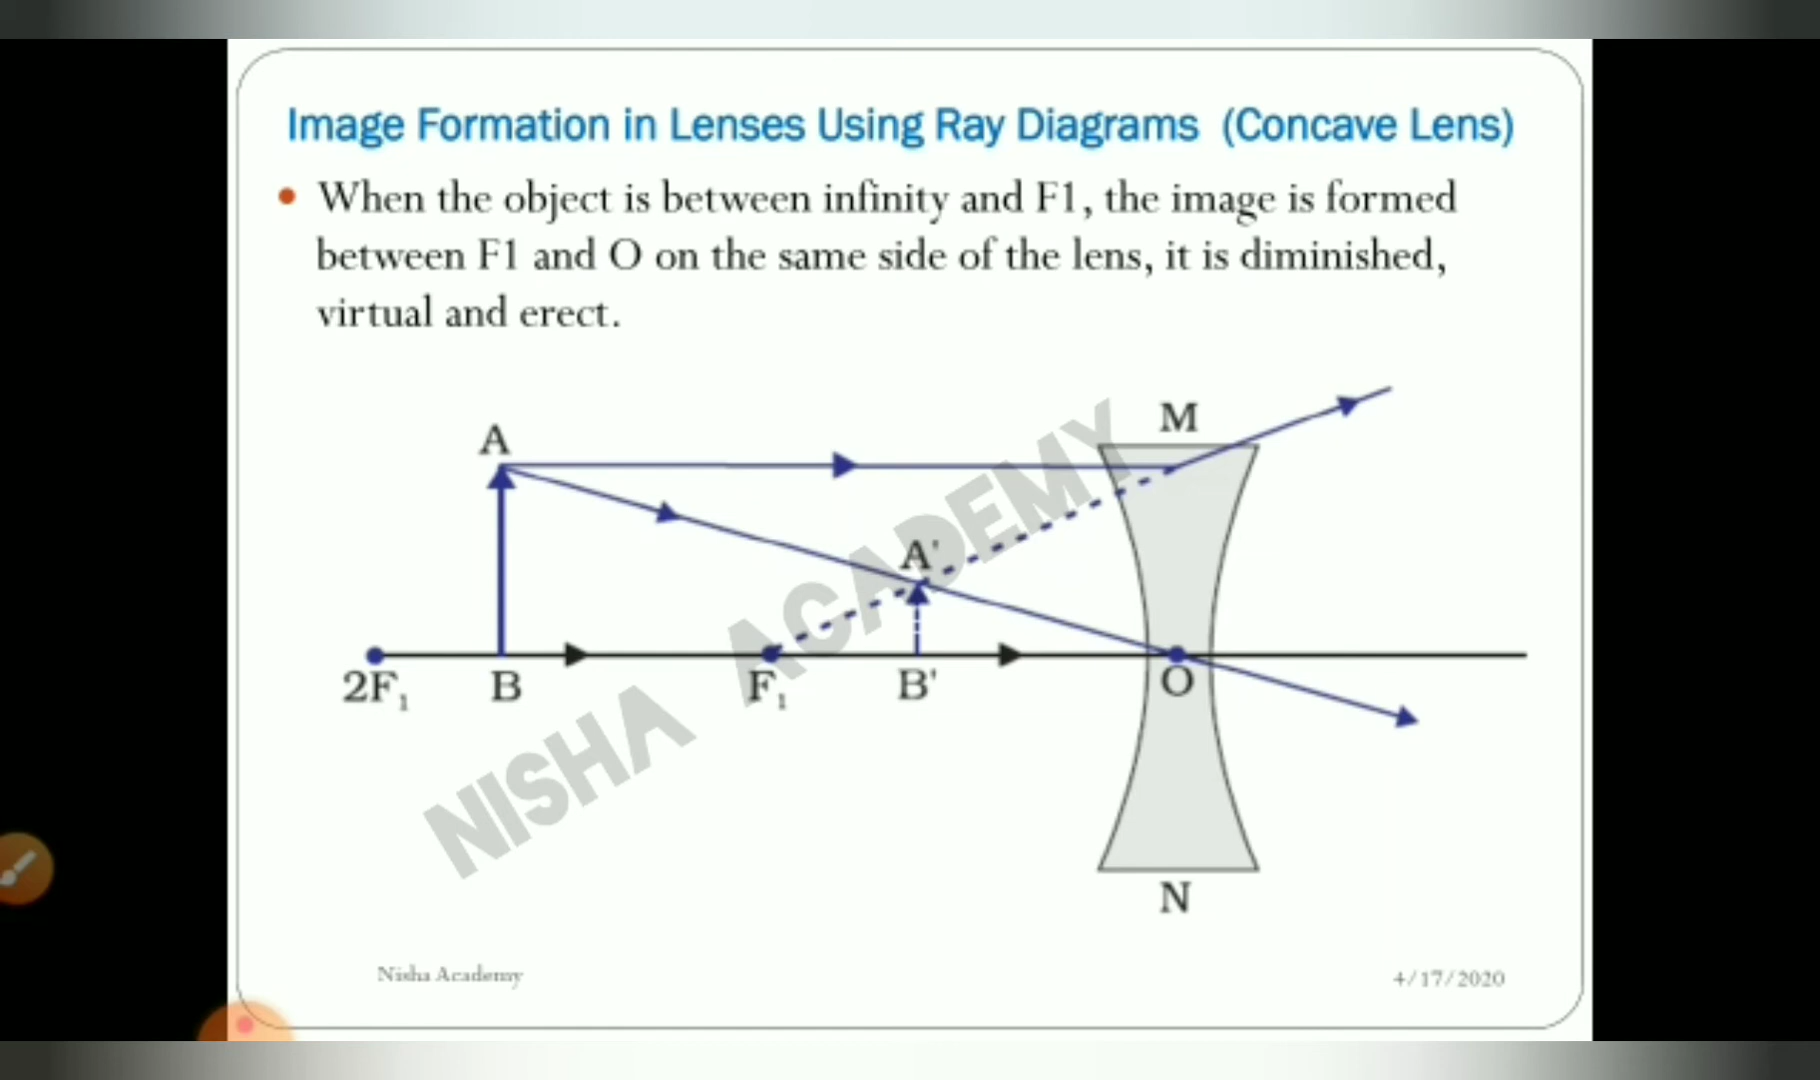 Image Formation in Lenses Using Ray Diagrams (Concave Lens)
When the object is between infinity and F1, the image is formed
between F1 and O on the same side of the lens, it is diminished,
virtual and erect.
M
A
A'
2F₁ B F₁ B' O
NISHA ACADEMY
N
Nisha Academy 4/17/2020